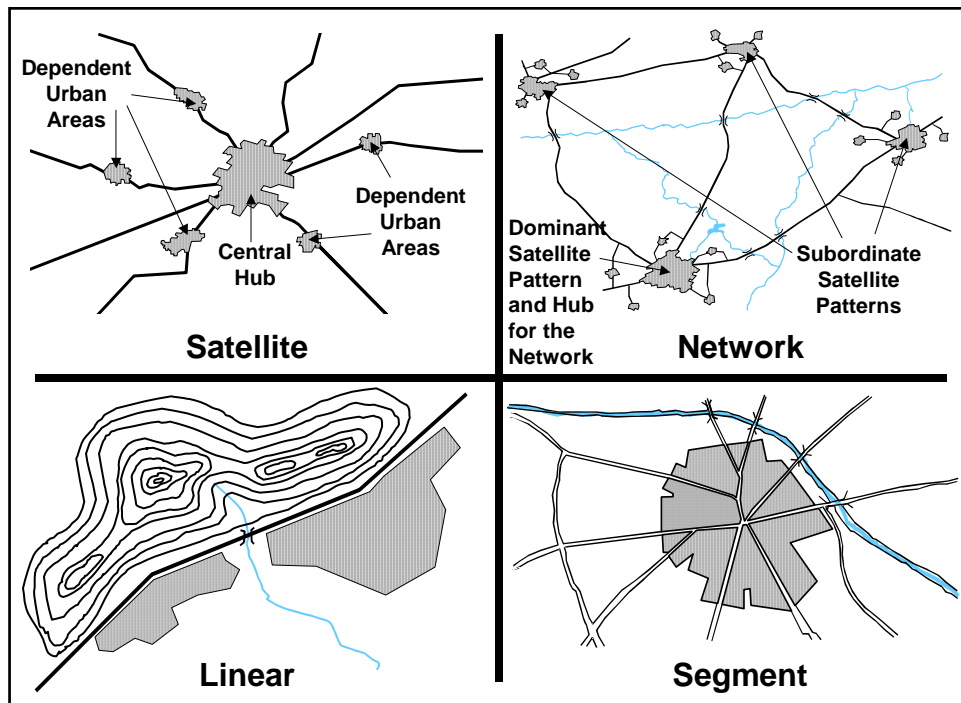 Dependent
Urban
Areas
Dependent
Urban
Areas
Central
Hub
Satellite
Dominant
Satellite
Pattern
and Hub
for the
Network
Subordinate
Satellite
Patterns
Network
Linear
Segment